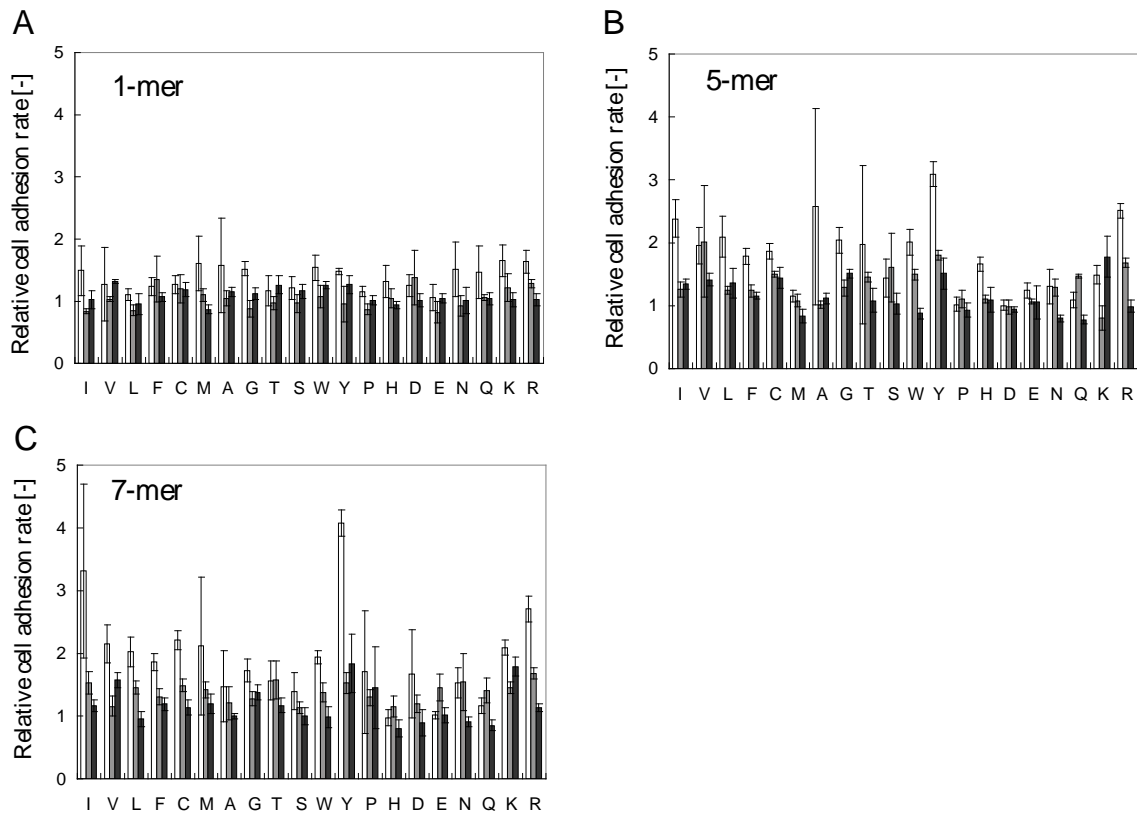 A
Relative cell adhesion rate [-]
1-mer
5
4
3
2
1
0
I V L F C M A G T S W Y P H D E N Q K R
B
Relative cell adhesion rate [-]
5-mer
5
4
3
2
1
0
I V L F C M A G T S W Y P H D E N Q K R
C
Relative cell adhesion rate [-]
7-mer
5
4
3
2
1
0
I V L F C M A G T S W Y P H D E N Q K R